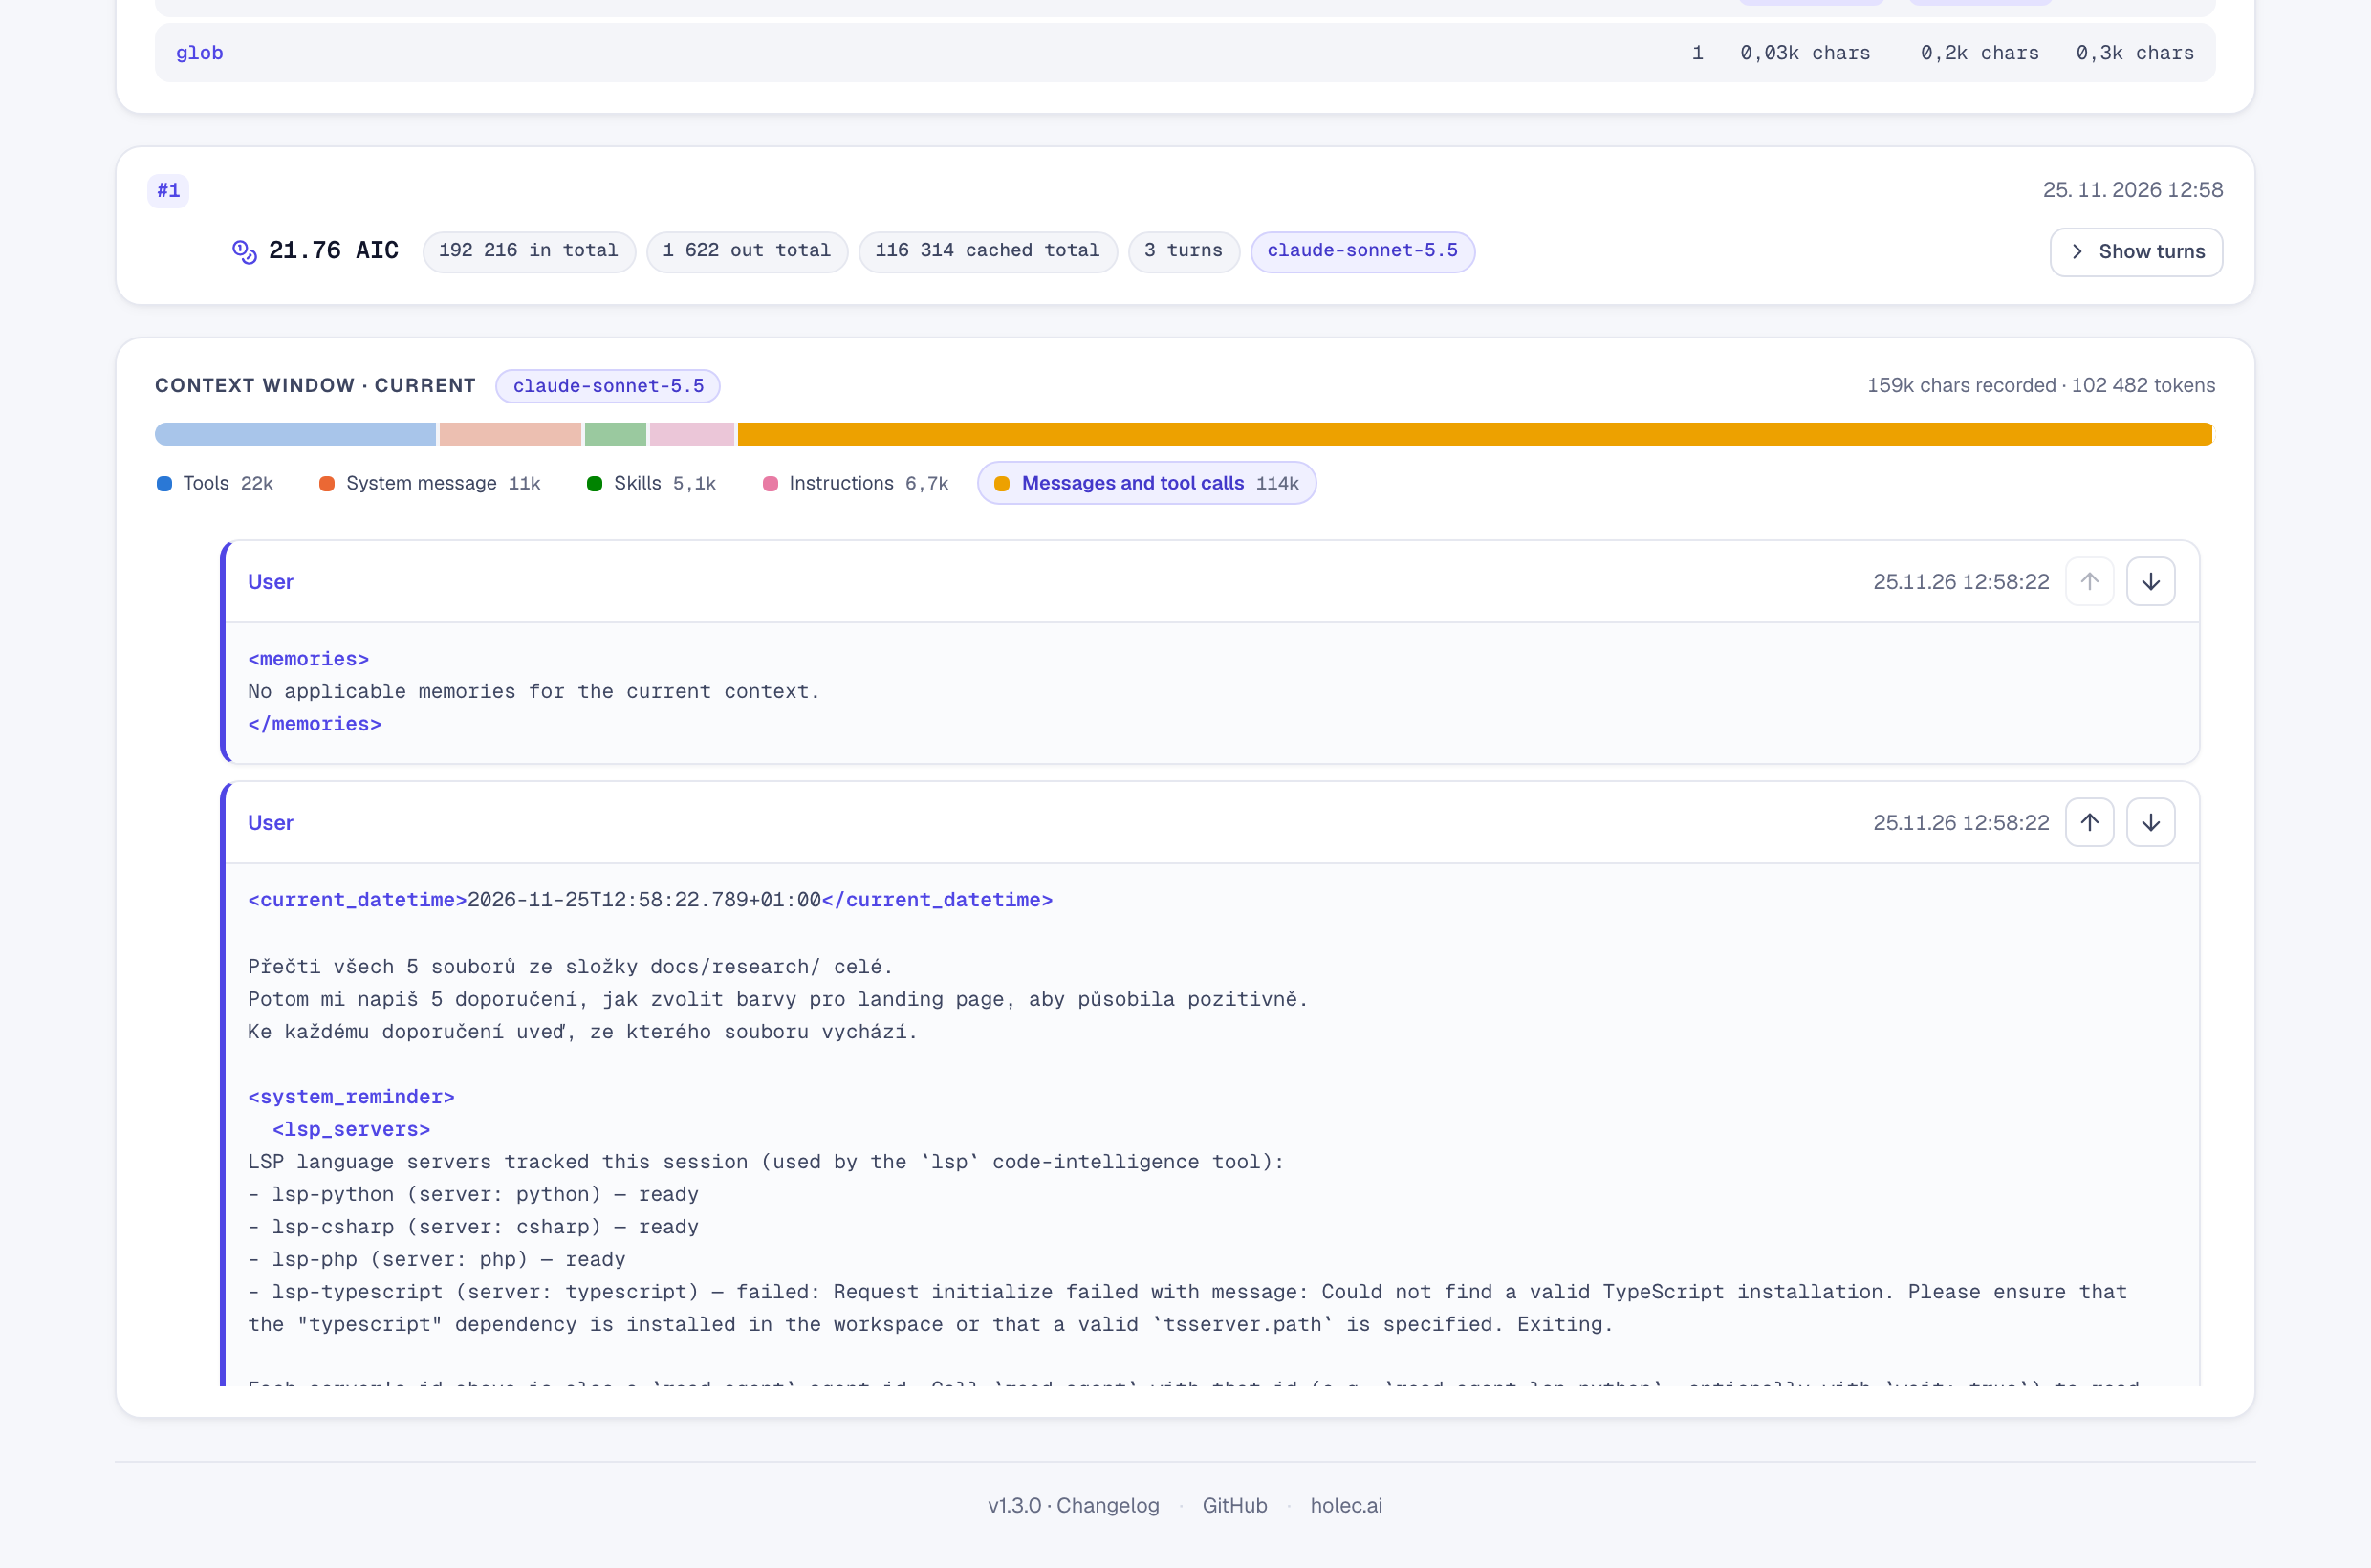 glob 1 0,03k chars 0,2k chars 0,3k chars
#1 25. 11. 2026 12:58
21.76 AIC 192 216 in total 1 622 out total 116 314 cached total 3 turns claude-sonnet-5.5 Show turns
CONTEXT WINDOW · CURRENT claude-sonnet-5.5 159k chars recorded · 102 482 tokens
Tools 22k System message 11k Skills 5,1k Instructions 6,7k Messages and tool calls 114k
User 25.11.26 12:58:22
<memories>
No applicable memories for the current context.
</memories>
User 25.11.26 12:58:22
<current_datetime>2026-11-25T12:58:22.789+01:00</current_datetime>
Přečti všech 5 souborů ze složky docs/research/ celé.
Potom mi napiš 5 doporučení, jak zvolit barvy pro landing page, aby působila pozitivně.
Ke každému doporučení uveď, ze kterého souboru vychází.
<system_reminder>
<lsp_servers>
LSP language servers tracked this session (used by the `lsp` code-intelligence tool):
- lsp-python (server: python) — ready
- lsp-csharp (server: csharp) — ready
- lsp-php (server: php) — ready
- lsp-typescript (server: typescript) — failed: Request initialize failed with message: Could not find a valid TypeScript installation. Please ensure that
the "typescript" dependency is installed in the workspace or that a valid `tsserver.path` is specified. Exiting.
v1.3.0 · Changelog · GitHub · holec.ai